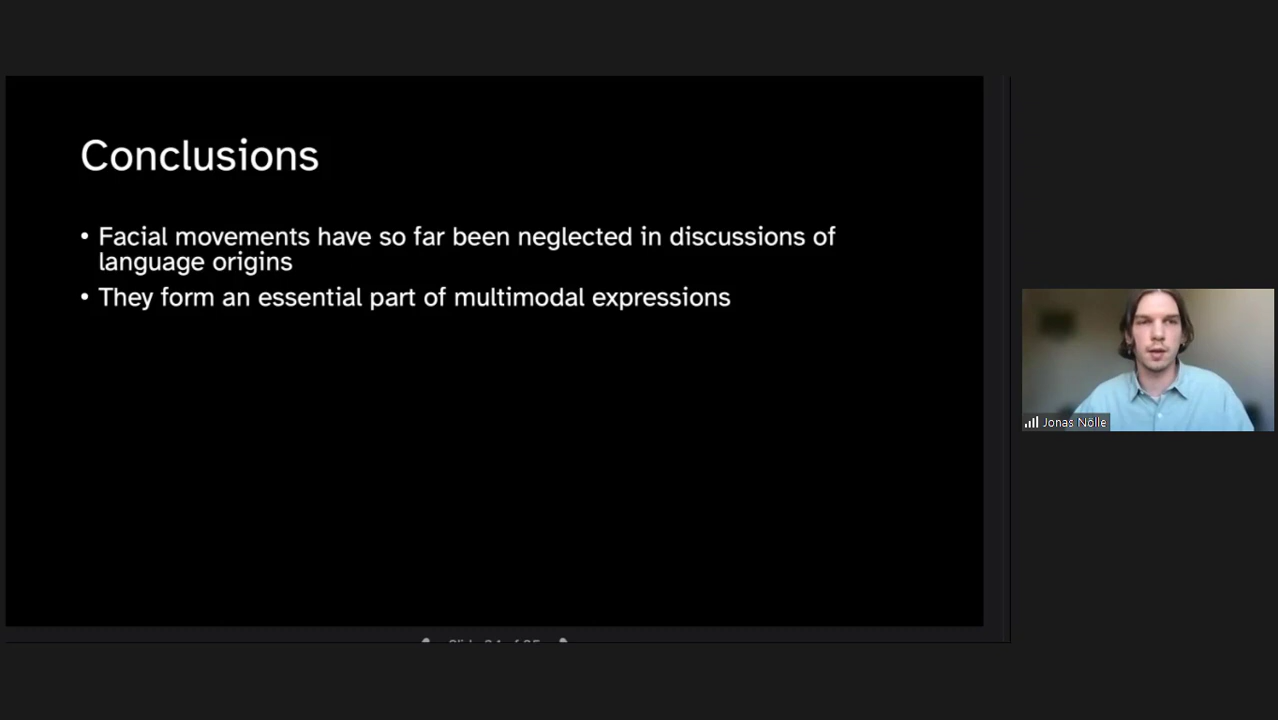 Conclusions
• Facial movements have so far been neglected in discussions of
language origins
• They form an essential part of multimodal expressions
Jonas Nölle